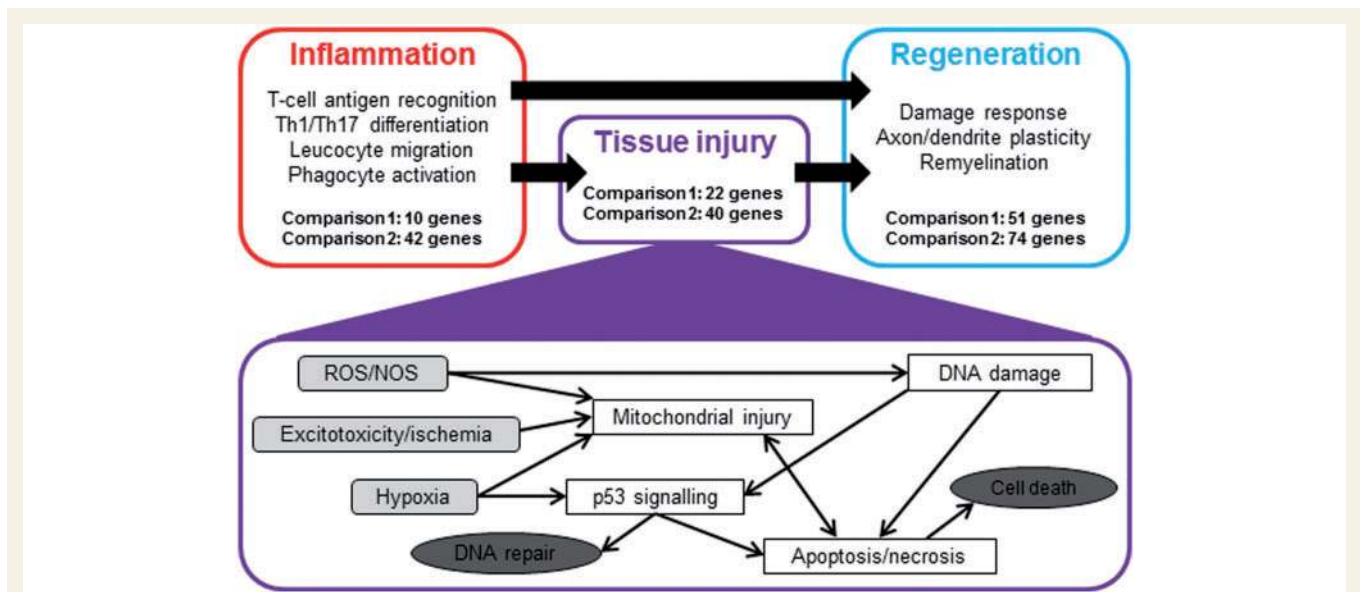 Inflammation
T-cell antigen recognition
Th1/Th17 differentiation
Leucocyte migration
Phagocyte activation
Comparison 1: 10 genes
Comparison 2: 42 genes
Tissue injury
Comparison 1: 22 genes
Comparison 2: 40 genes
Regeneration
Damage response
Axon/dendrite plasticity
Remyelination
Comparison 1: 51 genes
Comparison 2: 74 genes
ROS/NOS
DNA damage
Mitochondrial injury
Excitotoxicity/ischemia
Hypoxia
p53 signalling
Cell death
DNA repair
Apoptosis/necrosis